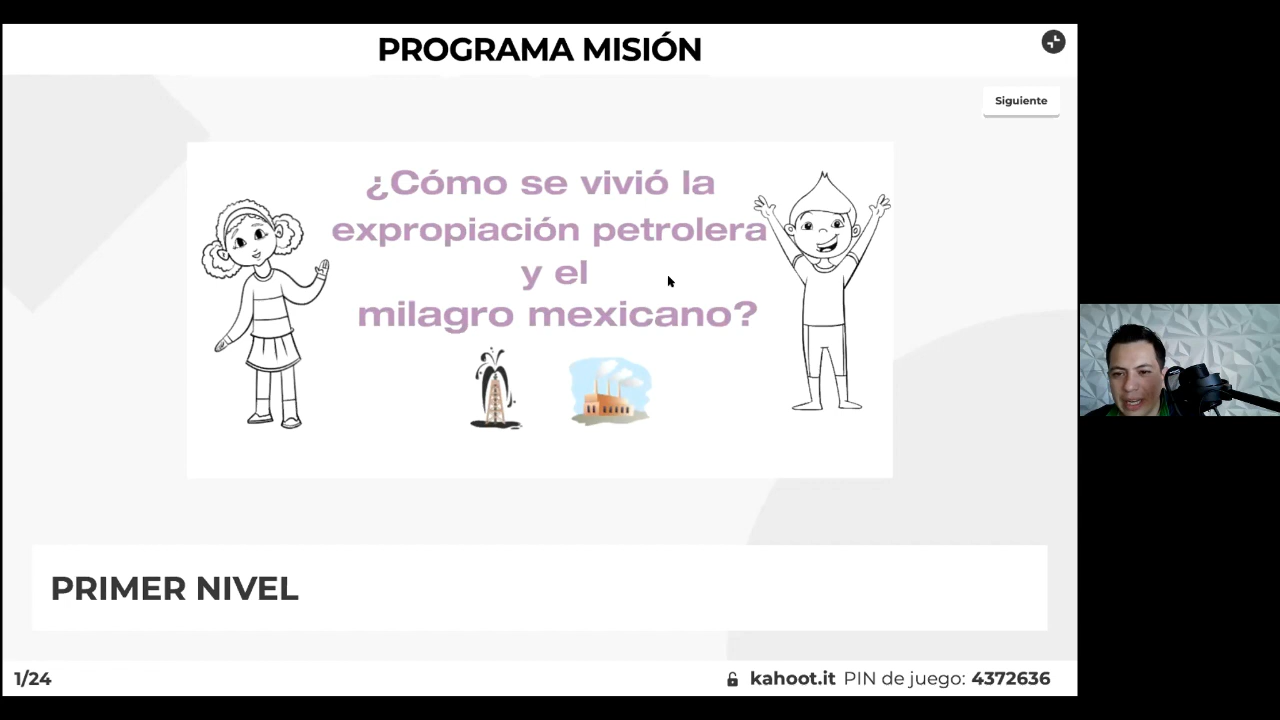 PROGRAMA MISIÓN
Siguiente
¿Cómo se vivió la
expropiación petrolera
y el
milagro mexicano?
PRIMER NIVEL
1/24
kahoot.it PIN de juego: 4372636